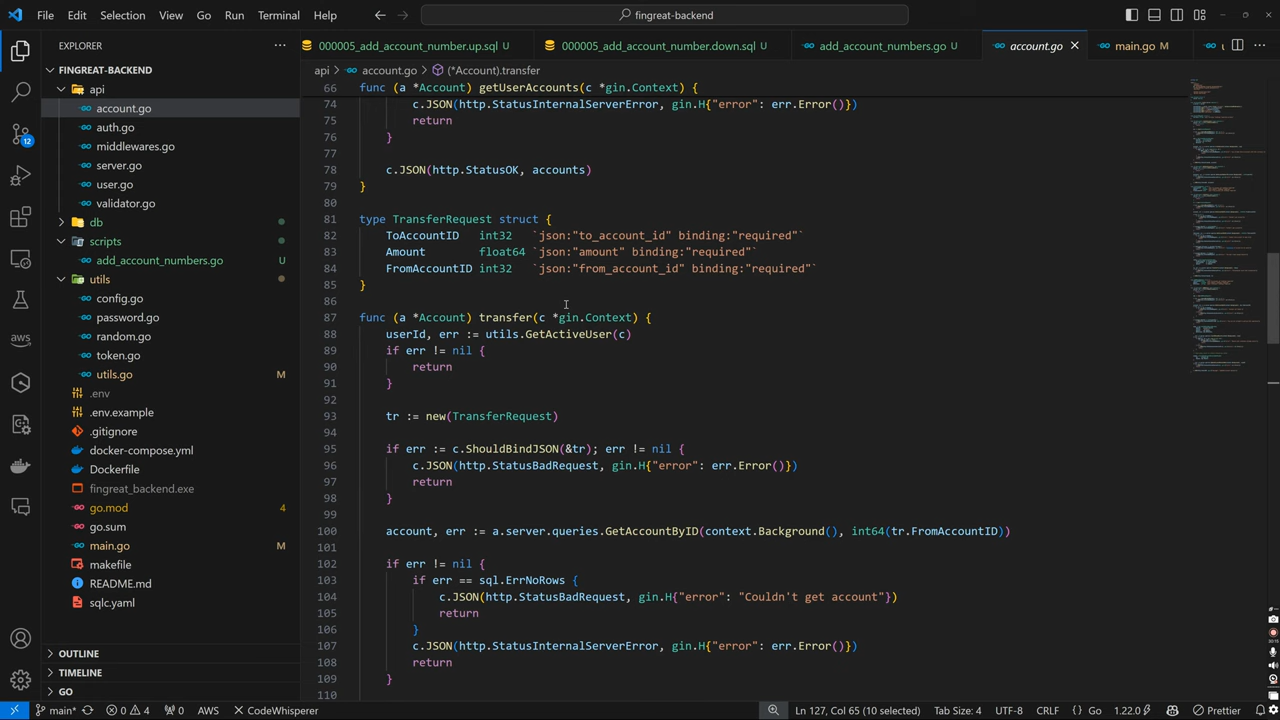 File Edit Selection View Go Run Terminal Help
fingreat-backend
EXPLORER
000005_add_account_number.up.sql U
000005_add_account_number.down.sql U
add_account_numbers.go U
account.go
main.go M
FINGREAT-BACKEND
api > account.go > (*Account).transfer
api
account.go
auth.go
middlewares.go
server.go
user.go
validator.go
db
scripts
add_account_numbers.go U
utils
config.go
password.go
random.go
token.go
utils.go M
.env
.env.example
.gitignore
docker-compose.yml
Dockerfile
fingreat_backend.exe
go.mod 4
go.sum
main.go M
makefile
README.md
sqlc.yaml
OUTLINE
TIMELINE
GO
66 func (a *Account) getUserAccounts(c *gin.Context) {
74 c.JSON(http.StatusInternalServerError, gin.H{"error": err.Error()})
75 return
76 }
77
78 c.JSON(http.StatusOK, accounts)
79 }
80
81 type TransferRequest struct {
82 ToAccountID int32 `json:"to_account_id" binding:"required"`
83 Amount float64 `json:"amount" binding:"required"`
84 FromAccountID int32 `json:"from_account_id" binding:"required"`
85 }
86
87 func (a *Account) transfer(c *gin.Context) {
88 userId, err := utils.GetActiveUser(c)
89 if err != nil {
90 return
91 }
92
93 tr := new(TransferRequest)
94
95 if err := c.ShouldBindJSON(&tr); err != nil {
96 c.JSON(http.StatusBadRequest, gin.H{"error": err.Error()})
97 return
98 }
99
100 account, err := a.server.queries.GetAccountByID(context.Background(), int64(tr.FromAccountID))
101
102 if err != nil {
103 if err == sql.ErrNoRows {
104 c.JSON(http.StatusBadRequest, gin.H{"error": "Couldn't get account"})
105 return
106 }
107 c.JSON(http.StatusInternalServerError, gin.H{"error": err.Error()})
108 return
109 }
110
12
main* 0 4 0 AWS CodeWhisperer
Ln 127, Col 65 (10 selected) Tab Size: 4 UTF-8 CRLF Go 1.22.0 Prettier